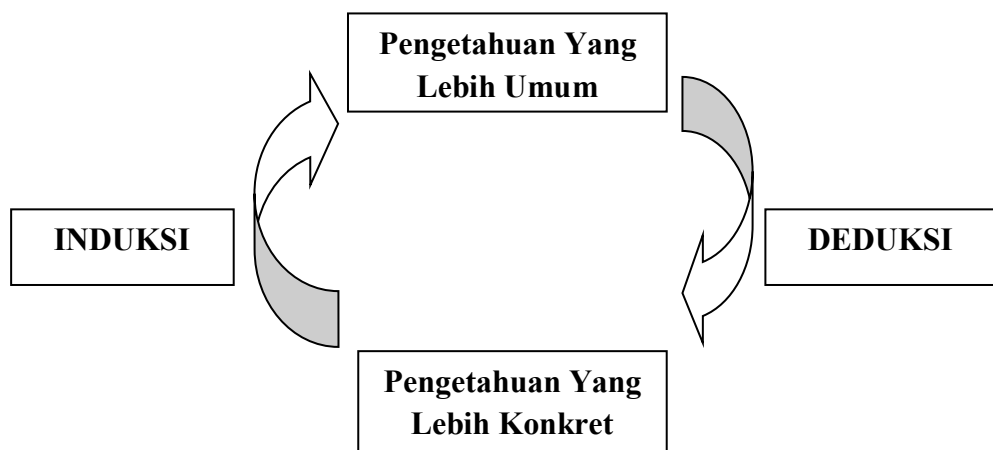 Pengetahuan Yang
Lebih Umum
INDUKSI
DEDUKSI
Pengetahuan Yang
Lebih Konkret